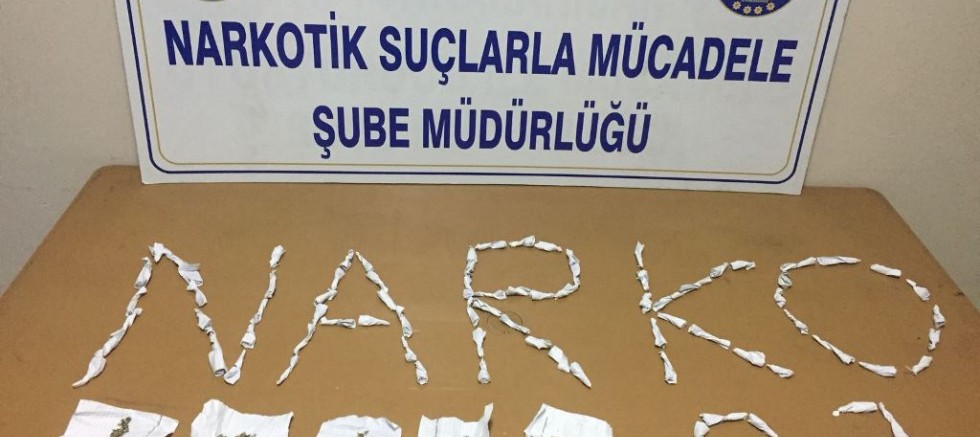 NARKOTİK SUÇLARLA MÜCADELE
ŞUBE MÜDÜRLÜĞÜ
NARKO